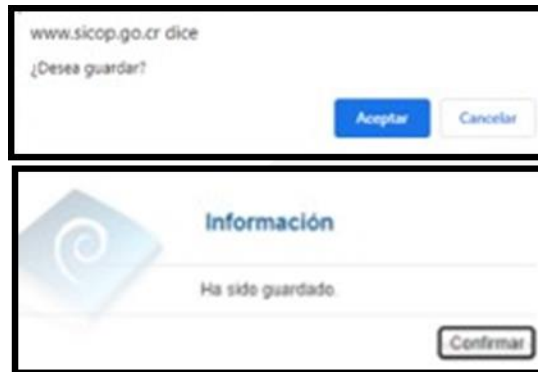 www.sicop.go.cr dice
¿Desea guardar?
Aceptar Cancelar
Información
Ha sido guardado.
Confirmar